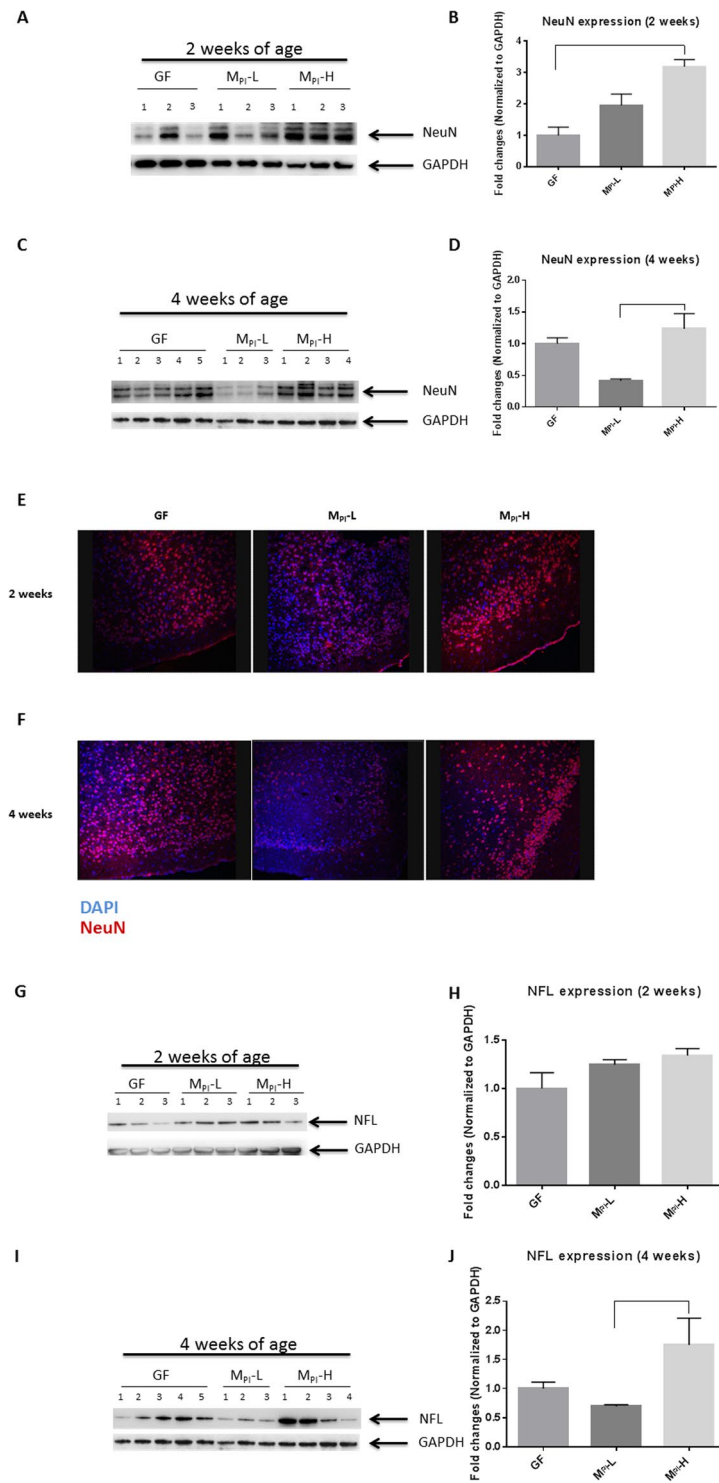 A
2 weeks of age
GF MPI-L MPI-H
1 2 3 1 2 3 1 2 3
NeuN
GAPDH
B
NeuN expression (2 weeks)
Fold changes (Normalized to GAPDH)
4
3
2
1
0
GF MPI-L MPI-H
C
4 weeks of age
GF MPI-L MPI-H
1 2 3 4 5 1 2 3 1 2 3 4
NeuN
GAPDH
D
NeuN expression (4 weeks)
Fold changes (Normalized to GAPDH)
2.0
1.5
1.0
0.5
0.0
GF MPI-L MPI-H
E
GF MPI-L MPI-H
2 weeks
F
4 weeks
DAPI
NeuN
G
2 weeks of age
GF MPI-L MPI-H
1 2 3 1 2 3 1 2 3
NFL
GAPDH
H
NFL expression (2 weeks)
Fold changes (Normalized to GAPDH)
1.5
1.0
0.5
0.0
GF MPI-L MPI-H
I
4 weeks of age
GF MPI-L MPI-H
1 2 3 4 5 1 2 3 1 2 3 4
NFL
GAPDH
J
NFL expression (4 weeks)
Fold changes (Normalized to GAPDH)
2.5
2.0
1.5
1.0
0.5
0.0
GF MPI-L MPI-H